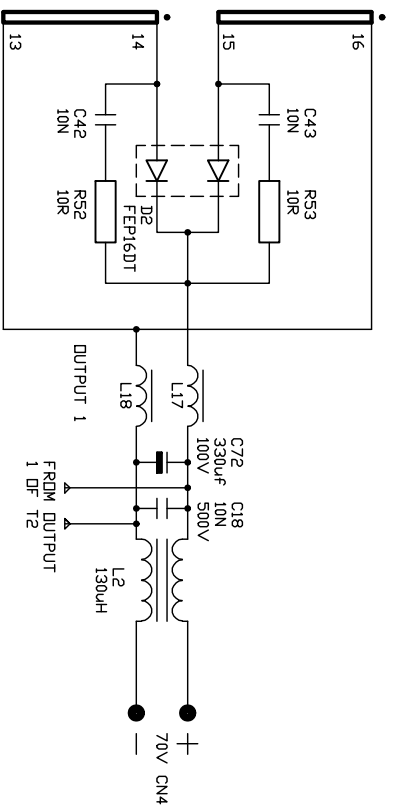 13
14
15
16
C42
10N
C43
10N
R52
10R
R53
10R
D2
FEP16DT
OUTPUT 1
L18
L17
C72
330uf
100V
C18
10N
500V
FROM OUTPUT
1 OF T2
L2
130uH
+
−
70V CN4